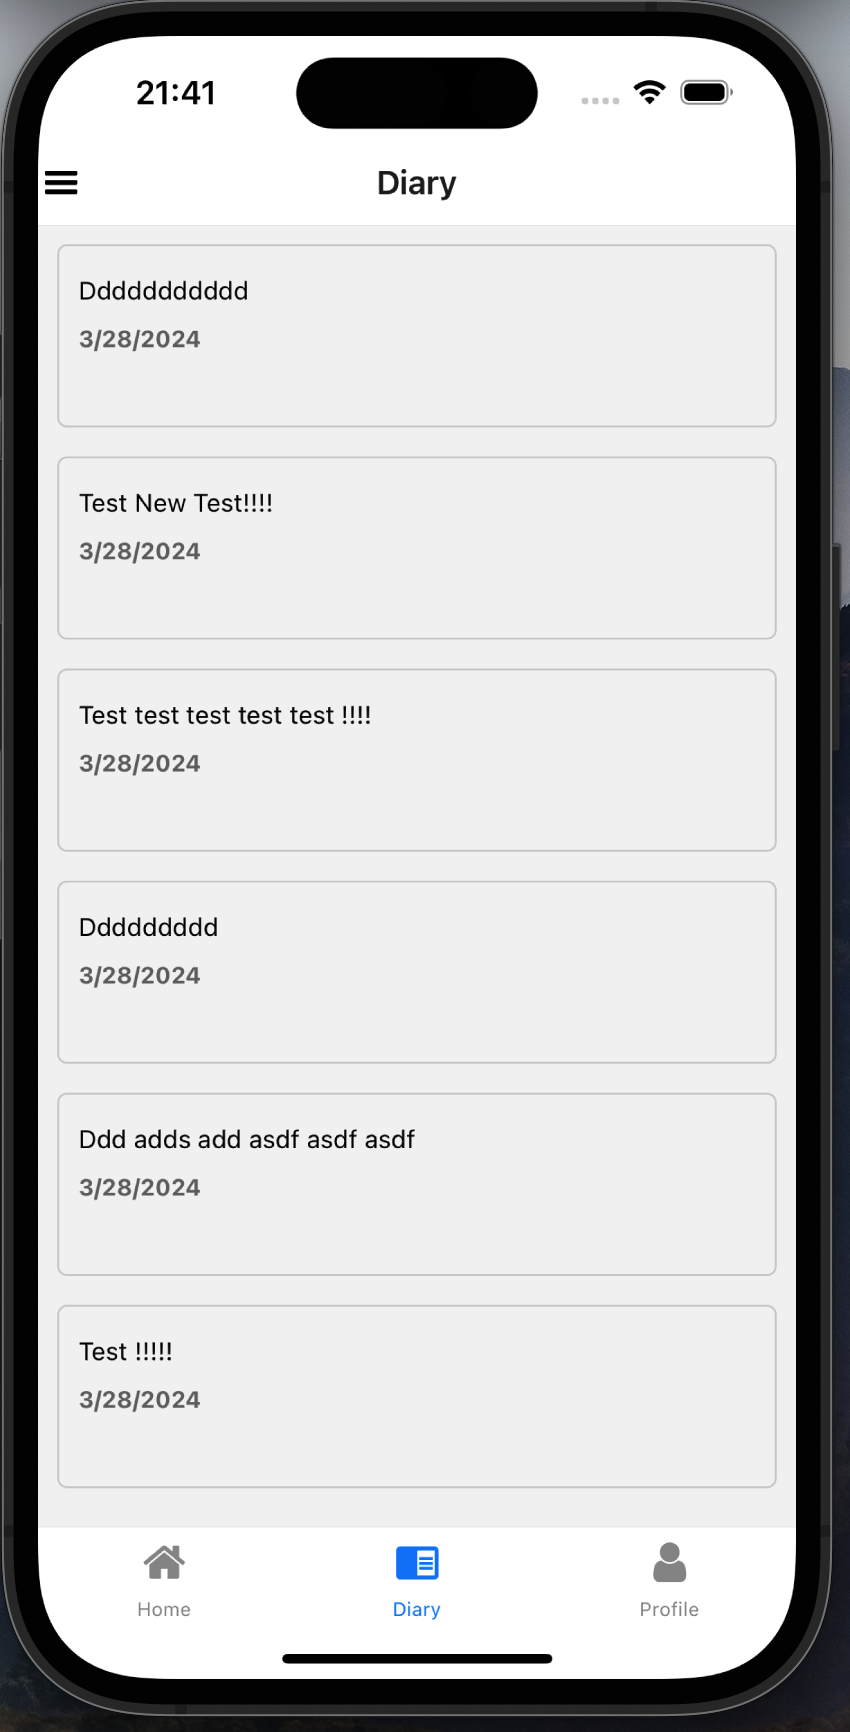 21:41
Diary
Ddddddddddd
3/28/2024
Test New Test!!!!
3/28/2024
Test test test test test !!!!
3/28/2024
Ddddddddd
3/28/2024
Ddd adds add asdf asdf asdf
3/28/2024
Test !!!!!
3/28/2024
Home
Diary
Profile